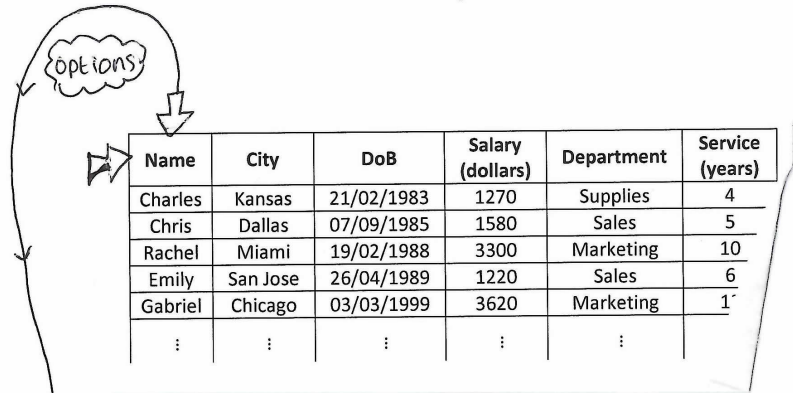 options
Name City DoB Salary (dollars) Department Service (years)
Charles Kansas 21/02/1983 1270 Supplies 4
Chris Dallas 07/09/1985 1580 Sales 5
Rachel Miami 19/02/1988 3300 Marketing 10
Emily San Jose 26/04/1989 1220 Sales 6
Gabriel Chicago 03/03/1999 3620 Marketing
⋮ ⋮ ⋮ ⋮ ⋮